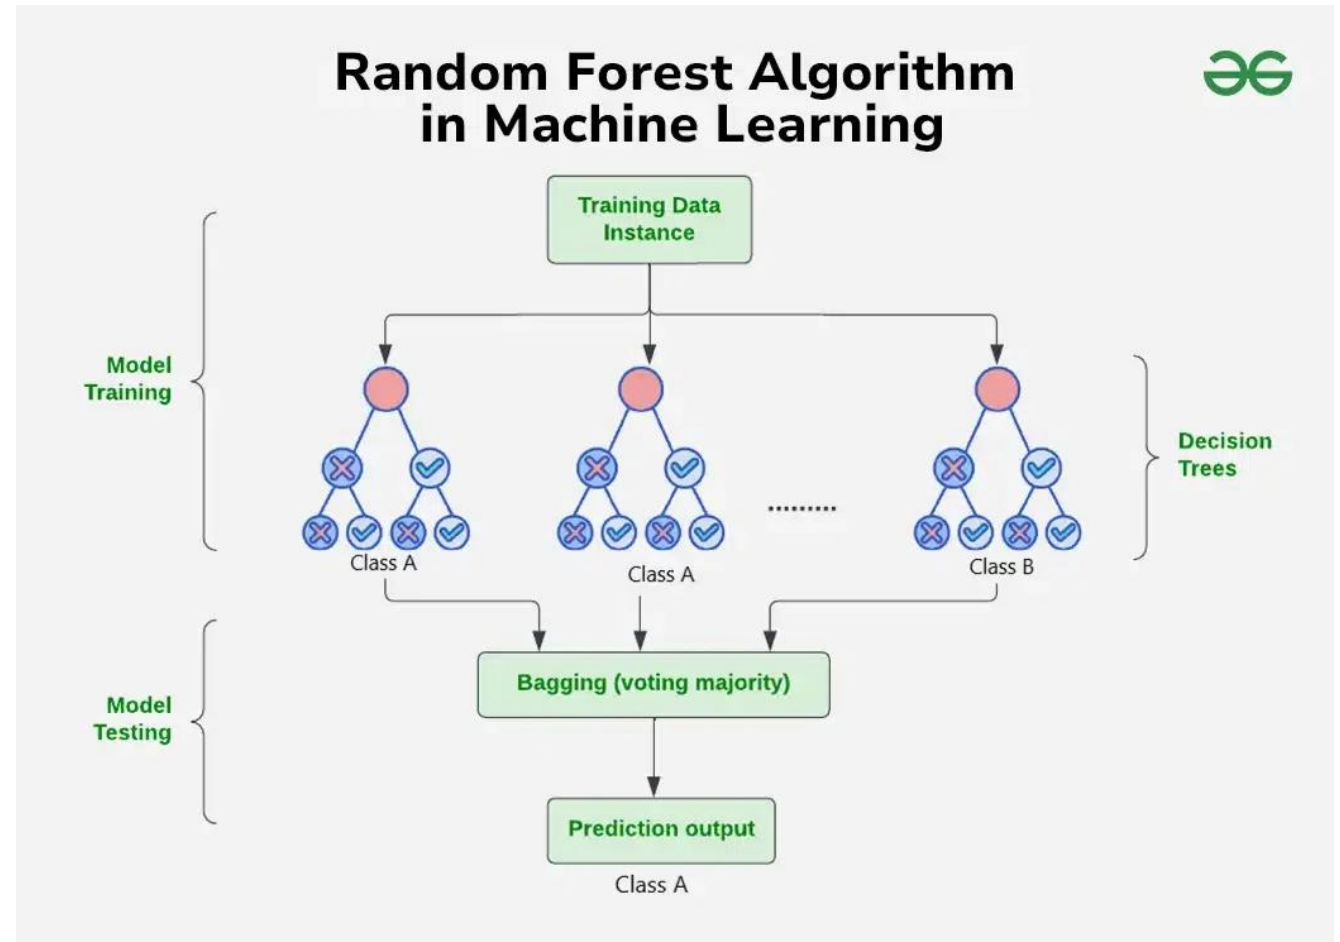 Random Forest Algorithm
in Machine Learning
Training Data
Instance
Model
Training
Decision
Trees
.........
Class A
Class A
Class B
Bagging (voting majority)
Model
Testing
Prediction output
Class A